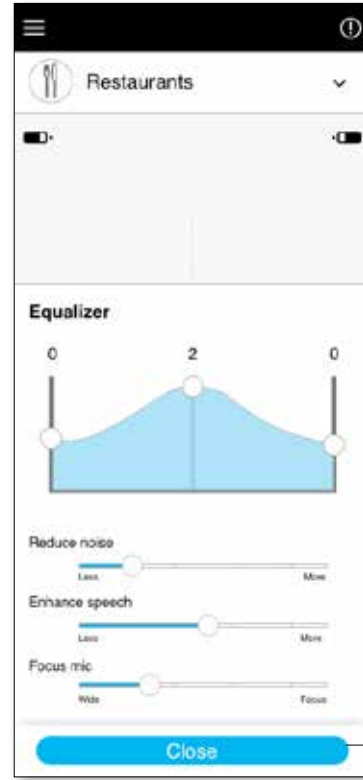 Restaurants
Equalizer
0 2 0
Reduce noise
Less More
Enhance speech
Less More
Focus mic
Wide Focus
Close